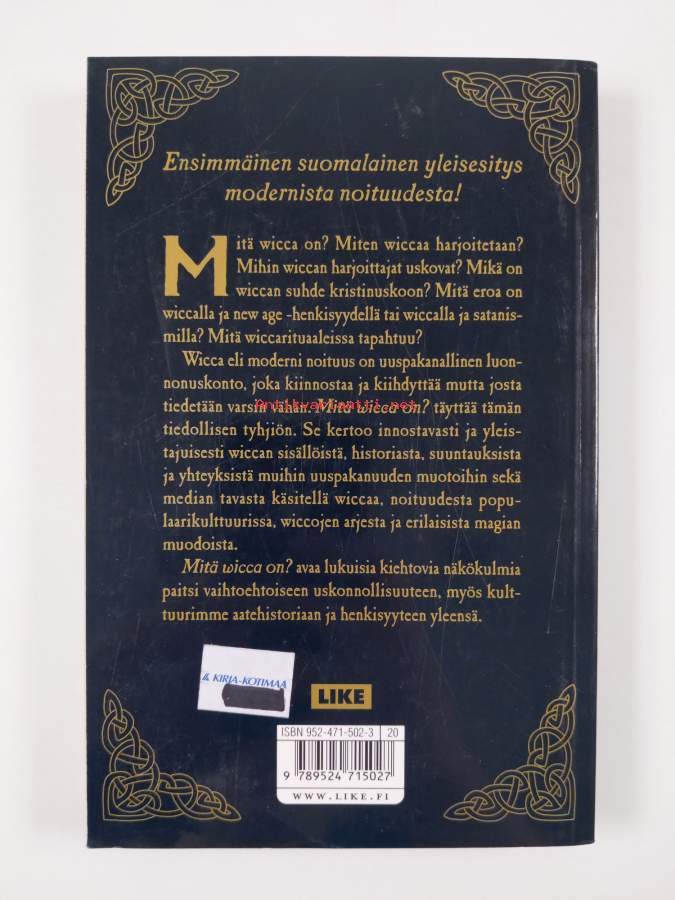 Ensimmäinen suomalainen yleisesitys
modernista noituudesta!
Mitä wicca on? Miten wiccaa harjoitetaan?
Mihin wiccan harjoittajat uskovat? Mikä on
wiccan suhde kristinuskoon? Mitä eroa on
wiccalla ja new age -henkisyydellä tai wiccalla ja satanis-
milla? Mitä wiccarituaaleissa tapahtuu?
Wicca eli moderni noituus on uuspakanallinen luon-
nonuskonto, joka kiinnostaa ja kiihdyttää mutta josta
tiedetään varsin vähän. Mitä wicca on? täyttää tämän
antikvariaatti.net
tiedollisen tyhjiön. Se kertoo innostavasti ja yleis-
tajuisesti wiccan sisällöistä, historiasta, suuntauksista
ja yhteyksistä muihin uuspakanuuden muotoihin sekä
median tavasta käsitellä wiccaa, noituudesta popu-
laarikulttuurissa, wiccojen arjesta ja erilaisista magian
muodoista.
Mitä wicca on? avaa lukuisia kiehtovia näkökulmia
paitsi vaihtoehtoiseen uskonnollisuuteen, myös kult-
tuurimme aatehistoriaan ja henkisyyteen yleensä.
KIRJA-KOTIMAA
LIKE
ISBN 952-471-502-3 20
9 789524 715027
WWW.LIKE.FI